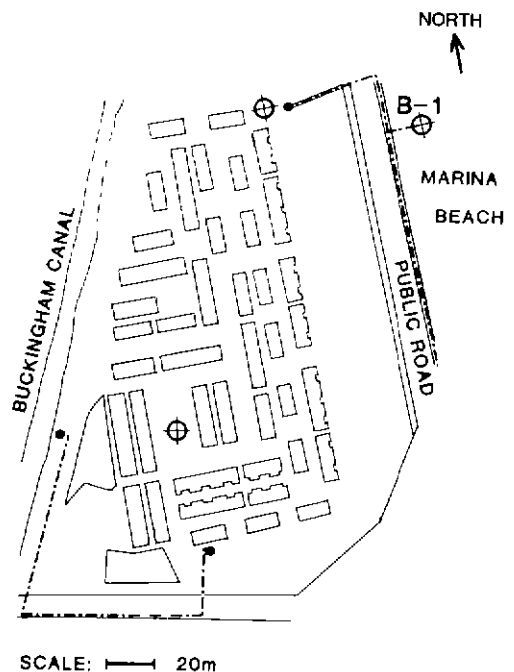 NORTH
B-1
MARINA
BEACH
BUCKINGHAM CANAL
PUBLIC ROAD
SCALE: 20m